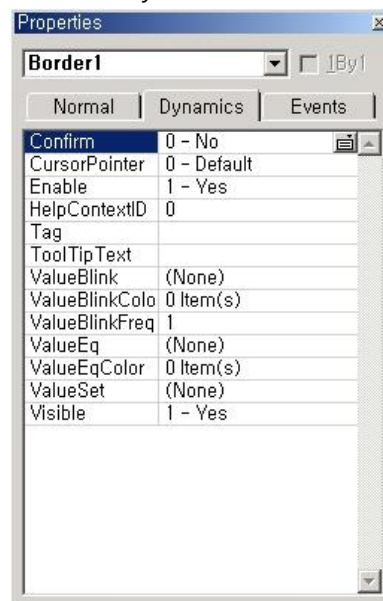 Properties
Border1 1By1
Normal Dynamics Events
Confirm 0 - No
CursorPointer 0 - Default
Enable 1 - Yes
HelpContextID 0
Tag
ToolTipText
ValueBlink (None)
ValueBlinkColo 0 Item(s)
ValueBlinkFreq 1
ValueEq (None)
ValueEqColor 0 Item(s)
ValueSet (None)
Visible 1 - Yes